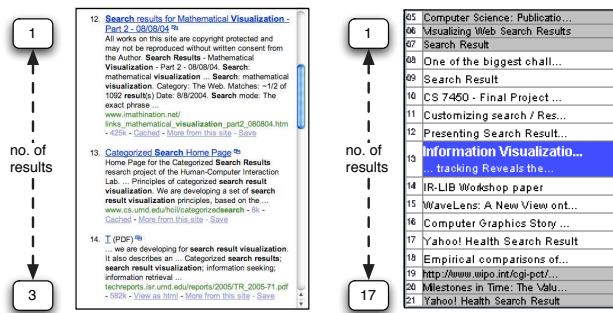 1
no. of
results
3
12. Search results for Mathematical Visualization -
Part 2 - 08/08/04
All works on this site are copyright protected and
may not be reproduced without written consent from
the Author. Search Results - Mathematical
Visualization - Part 2 - 08/08/04. Search:
mathematical visualization ... Search: mathematical
visualization. Category: The Web. Matches: ~1/2 of
1092 result(s) Date: 8/8/2004. Search mode: The
exact phrase ...
www.imathination.net/
links_mathematical_visualization_part2_080804.htm
- 425k - Cached - More from this site - Save
13. Categorized Search Home Page
Home Page for the Categorized Search Results
resarch project of the Human-Computer Interaction
Lab. ... Principles of categorized search result
visualization. We are developing a set of search
result visualization principles, based on the ...
www.cs.umd.edu/hcil/categorizedsearch - 8k -
Cached - More from this site - Save
14. T (PDF)
... we are developing for search result visualization.
It also describes an ... Categorized search results;
search result visualization; information seeking;
information retrieval ...
techreports.isr.umd.edu/reports/2005/TR_2005-71.pdf
- 582k - View as html - More from this site - Save
1
no. of
results
17
05 Computer Science: Publicatio...
06 Visualizing Web Search Results
07 Search Result
08 One of the biggest chall...
09 Search Result
10 CS 7450 - Final Project ...
11 Customizing search / Res...
12 Presenting Search Result...
13 Information Visualizatio...
... tracking Reveals the...
14 IR-LIB Workshop paper
15 WaveLens: A New View ont...
16 Computer Graphics Story ...
17 Yahoo! Health Search Result
18 Empirical comparisons of...
19 http://www.wipo.int/cgi-pct/...
20 Milestones in Time: The Valu...
21 Yahoo! Health Search Result